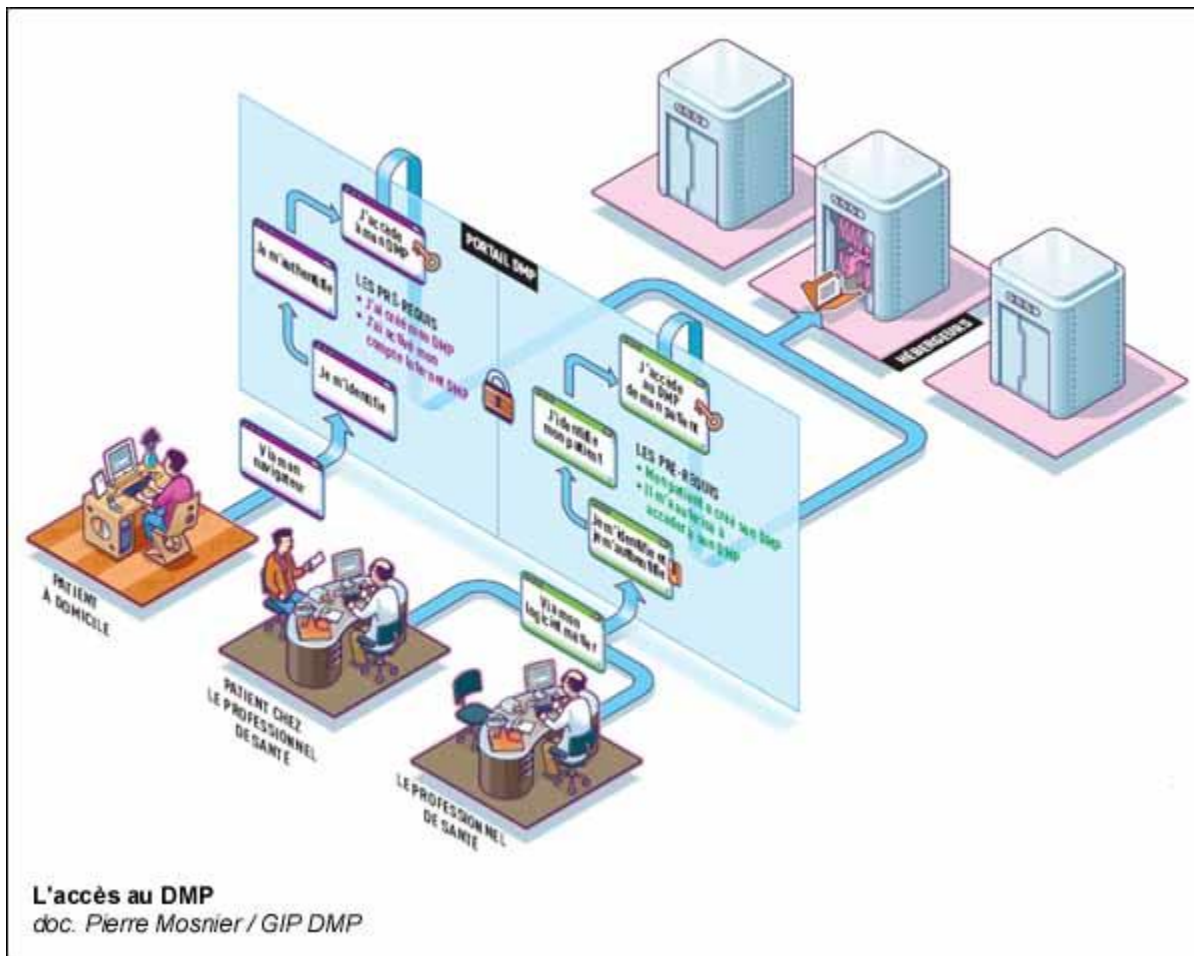 J'accède
à mon DMP
Je m'authentifie
PORTAIL DMP
LES PRÉ-REQUIS
• J'ai créé mon DMP
• J'ai activé mon
compte internet DMP
Je m'identifie
Via mon
navigateur
PATIENT
À DOMICILE
HÉBERGEURS
J'accède
au DMP
de mon patient
J'identifie
mon patient
LES PRÉ-REQUIS
• Mon patient a créé son DMP
• Il m'autorise à
accéder à son DMP
Je m'identifie et
je m'authentifie
Via mon
logiciel métier
PATIENT CHEZ
LE PROFESSIONNEL
DE SANTÉ
LE PROFESSIONNEL
DE SANTÉ
L'accès au DMP
doc. Pierre Mosnier / GIP DMP